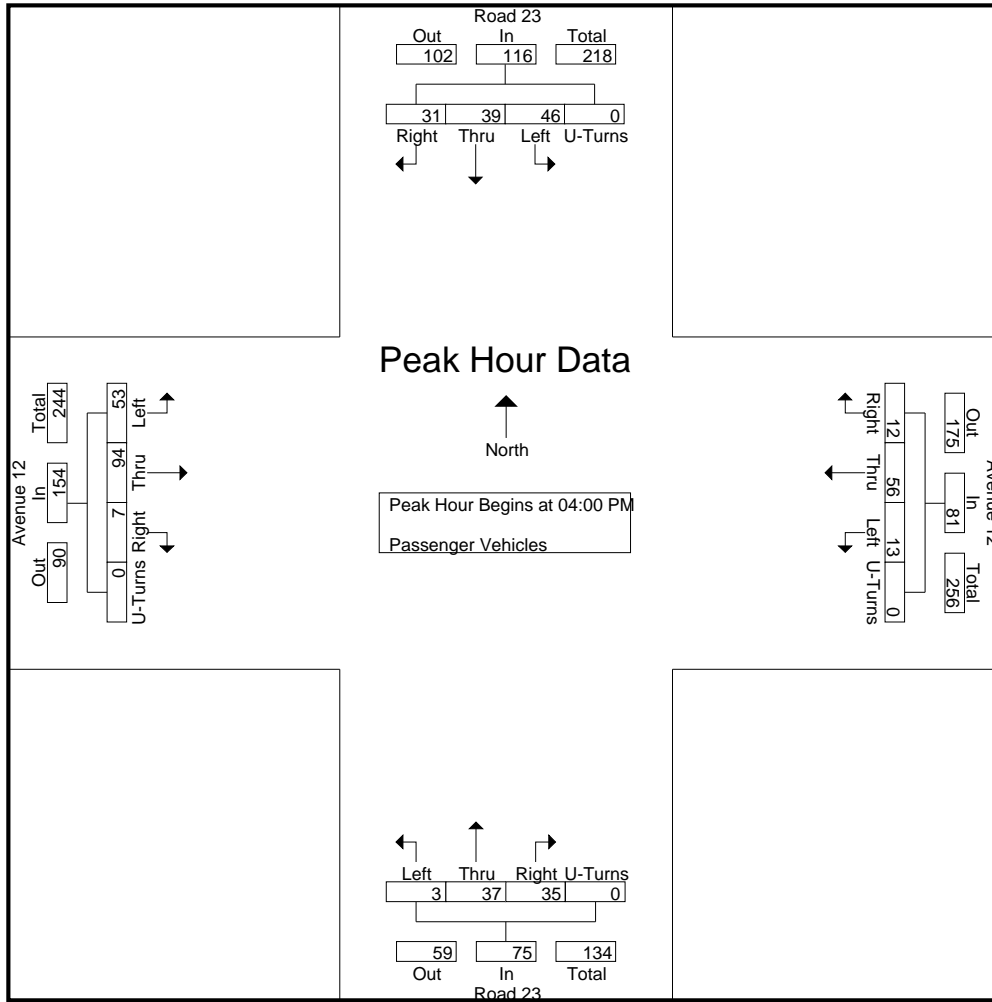 Road 23
Out In Total
102 116 218
31 39 46 0
Right Thru Left U-Turns
Peak Hour Data
North
Peak Hour Begins at 04:00 PM
Passenger Vehicles
Avenue 12
Total In Out
244 154 90
53 94 7 0
Left Thru Right U-Turns
Right Thru Left U-Turns
12 56 13 0
Out In Total
175 81 256
Avenue 12
Left Thru Right U-Turns
3 37 35 0
59 75 134
Out In Total
Road 23